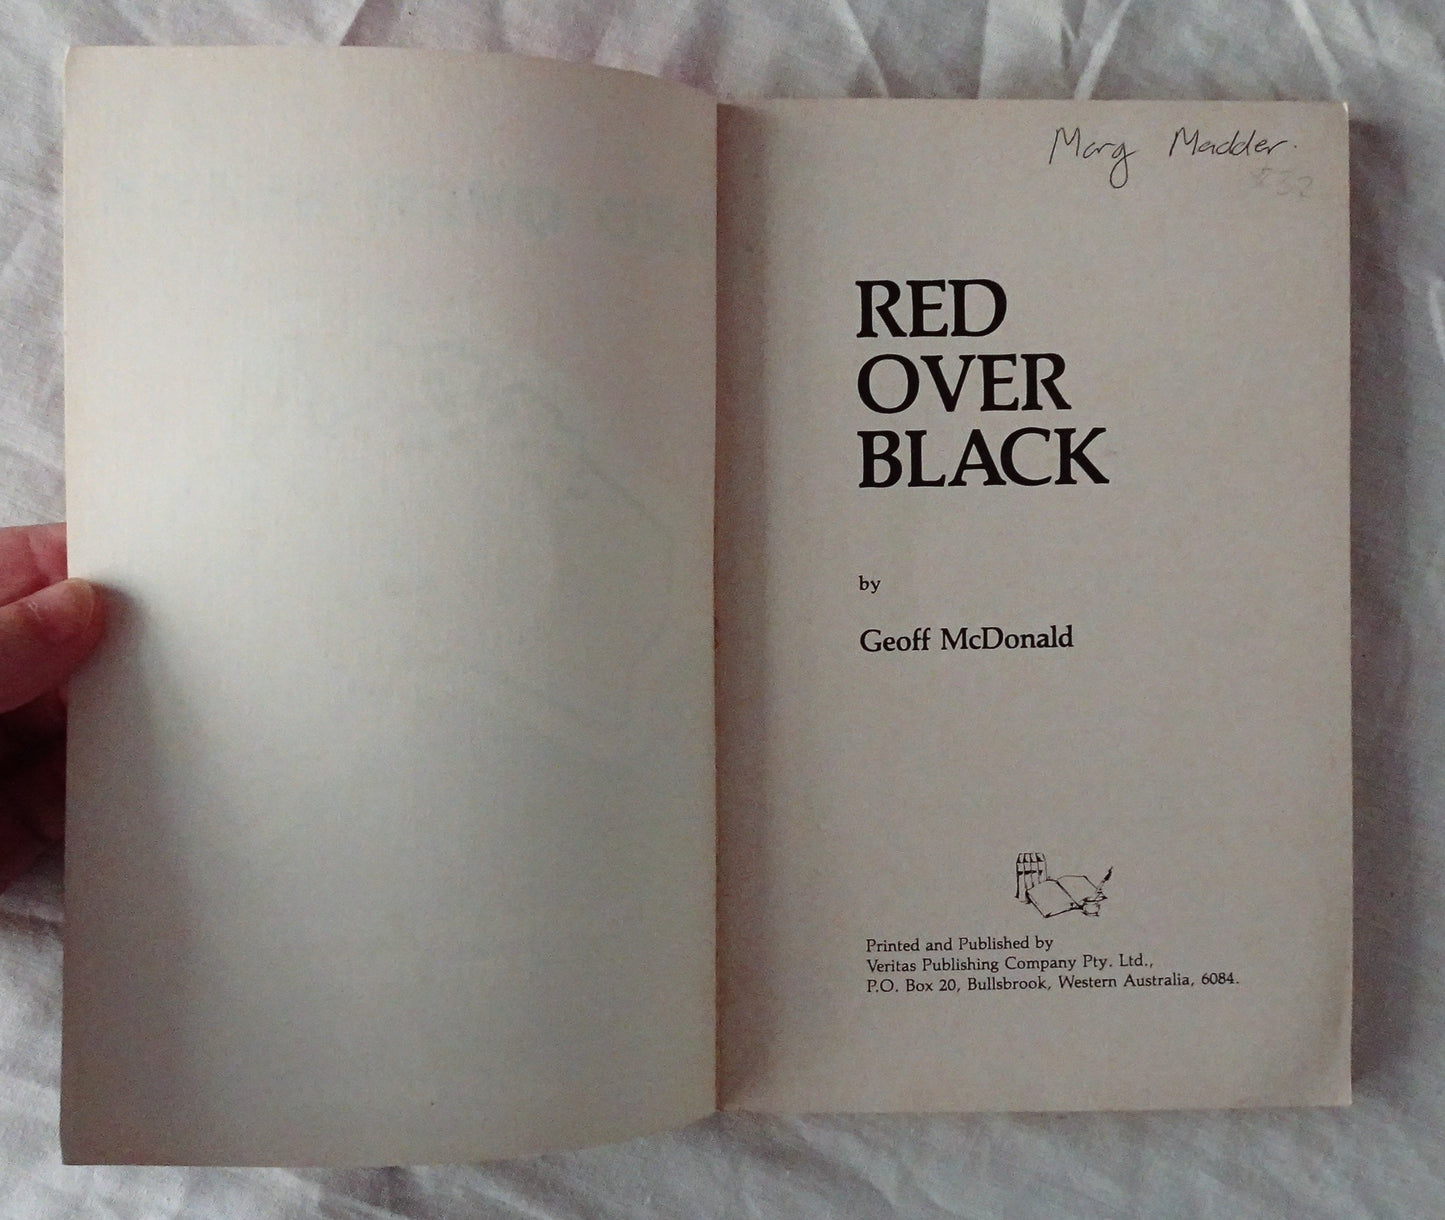 Marg Madder.
RED
OVER
BLACK
by
Geoff McDonald
Printed and Published by
Veritas Publishing Company Pty. Ltd.,
P.O. Box 20, Bullsbrook, Western Australia, 6084.